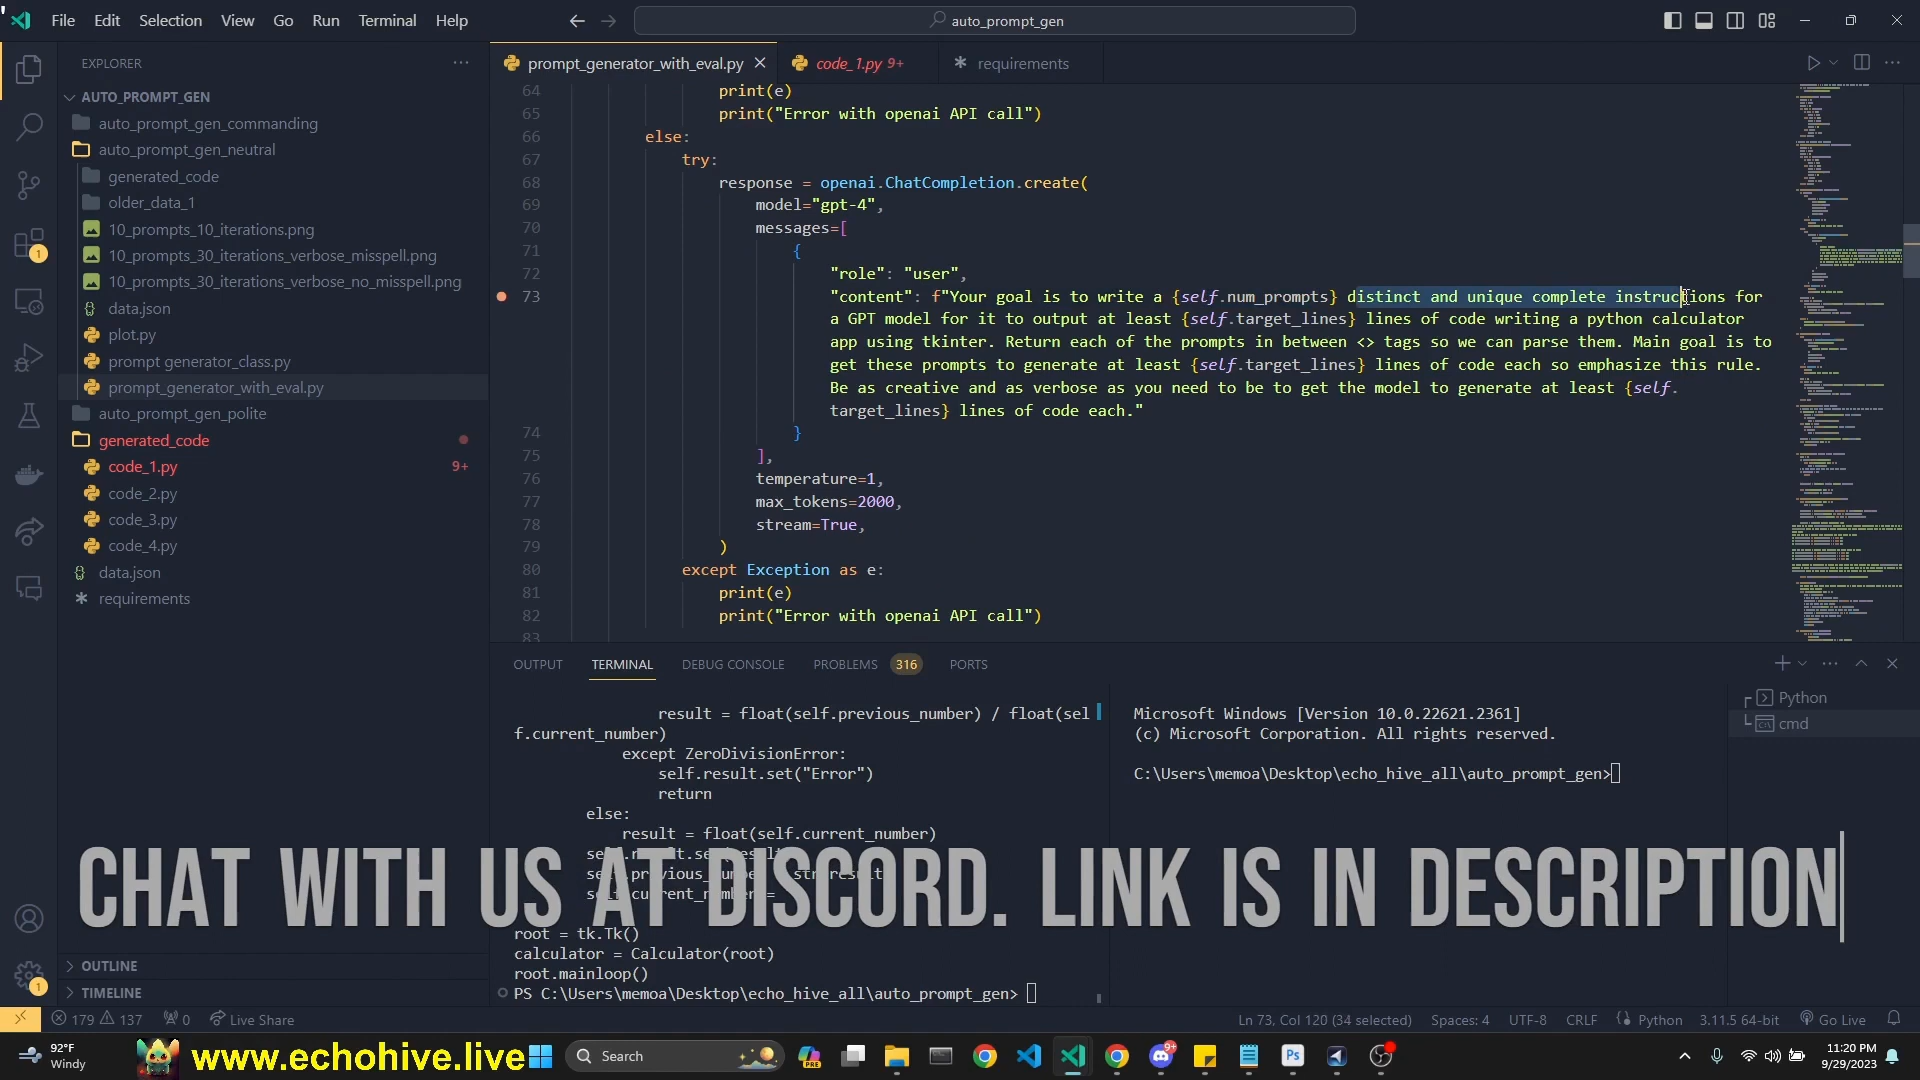 File Edit Selection View Go Run Terminal Help
auto_prompt_gen
EXPLORER
AUTO_PROMPT_GEN
auto_prompt_gen_commanding
auto_prompt_gen_neutral
generated_code
older_data_1
10_prompts_10_iterations.png
10_prompts_30_iterations_verbose_misspell.png
10_prompts_30_iterations_verbose_no_misspell.png
data.json
plot.py
prompt generator_class.py
prompt_generator_with_eval.py
auto_prompt_gen_polite
generated_code
code_1.py 9+
code_2.py
code_3.py
code_4.py
data.json
requirements
OUTLINE
TIMELINE
prompt_generator_with_eval.py code_1.py 9+ requirements
64 print(e)
65 print("Error with openai API call")
66 else:
67 try:
68 response = openai.ChatCompletion.create(
69 model="gpt-4",
70 messages=[
71 {
72 "role": "user",
73 "content": f"Your goal is to write a {self.num_prompts} distinct and unique complete instructions for
a GPT model for it to output at least {self.target_lines} lines of code writing a python calculator
app using tkinter. Return each of the prompts in between <> tags so we can parse them. Main goal is to
get these prompts to generate at least {self.target_lines} lines of code each so emphasize this rule.
Be as creative and as verbose as you need to be to get the model to generate at least {self.
target_lines} lines of code each."
74 }
75 ],
76 temperature=1,
77 max_tokens=2000,
78 stream=True,
79 )
80 except Exception as e:
81 print(e)
82 print("Error with openai API call")
83
OUTPUT TERMINAL DEBUG CONSOLE PROBLEMS 316 PORTS
result = float(self.previous_number) / float(sel
f.current_number)
except ZeroDivisionError:
self.result.set("Error")
return
else:
result = float(self.current_number)
root = tk.Tk()
calculator = Calculator(root)
root.mainloop()
PS C:\Users\memoa\Desktop\echo_hive_all\auto_prompt_gen>
Microsoft Windows [Version 10.0.22621.2361]
(c) Microsoft Corporation. All rights reserved.
C:\Users\memoa\Desktop\echo_hive_all\auto_prompt_gen>
Python
cmd
CHAT WITH US AT DISCORD. LINK IS IN DESCRIPTION
179 137 0 Live Share
Ln 73, Col 120 (34 selected) Spaces: 4 UTF-8 CRLF Python 3.11.5 64-bit Go Live
92°F
Windy
www.echohive.live
Search
11:20 PM
9/29/2023